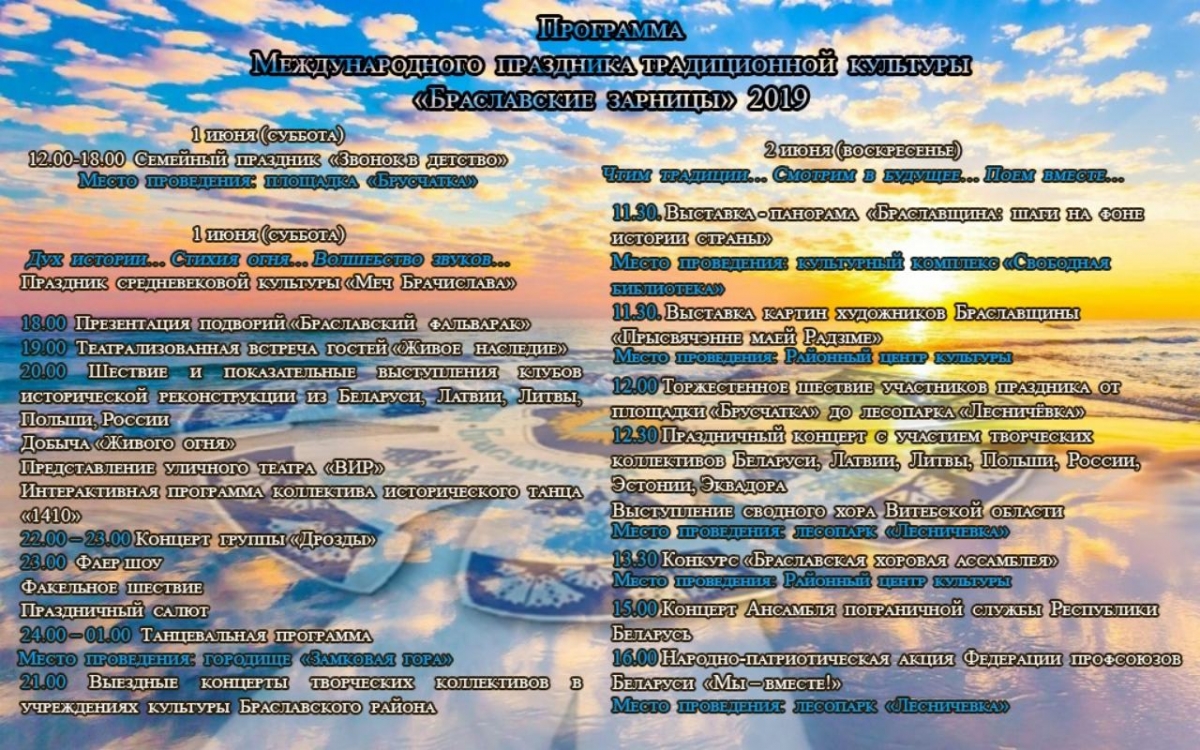 Программа
Международного праздника традиционной культуры
«Браславские зарницы» 2019
1 июня (суббота)
12.00-18.00 Семейный праздник «Звонок в детство»
Место проведения: площадка «Брусчатка»
1 июня (суббота)
Дух истории... Стихия огня... Волшебство звуков...
Праздник средневековой культуры «Меч Брачислава»
18.00 Презентация подворий «Браславский фальварак»
19.00 Театрализованная встреча гостей «Живое наследие»
20.00 Шествие и показательные выступления клубов
исторической реконструкции из Беларуси, Латвии, Литвы,
Польши, России
Добыча «Живого огня»
Представление уличного театра «ВИР»
Интерактивная программа коллектива исторического танца
«1410»
22.00 – 23.00 Концерт группы «Дрозды»
23.00 Фаер шоу
Факельное шествие
Праздничный салют
24.00 – 01.00 Танцевальная программа
Место проведения: городище «Замковая гора»
21.00 Выездные концерты творческих коллективов в
учреждениях культуры Браславского района
2 июня (воскресенье)
Чтим традиции... Смотрим в будущее... Поем вместе...
11.30. Выставка - панорама «Браславщина: шаги на фоне
истории страны»
Место проведения: культурный комплекс «Свободная
библиотека»
11.30. Выставка картин художников Браславщины
«Прысвячэнне маей Радзіме»
Место проведения: Районный центр культуры
12.00 Торжестенное шествие участников праздника от
площадки «Брусчатка» до лесопарка «Лесничёвка»
12.30 Праздничный концерт с участием творческих
коллективов Беларуси, Латвии, Литвы, Польши, России,
Эстонии, Эквадора
Выступление сводного хора Витебской области
Место проведения: лесопарк «Лесничевка»
13.30 Конкурс «Браславская хоровая ассамблея»
Место проведения: Районный центр культуры
15.00 Концерт Ансамбля пограничной службы Республики
Беларусь
16.00 Народно-патриотическая акция Федерации профсоюзов
Беларуси «Мы – вместе!»
Место проведения: лесопарк «Лесничевка»